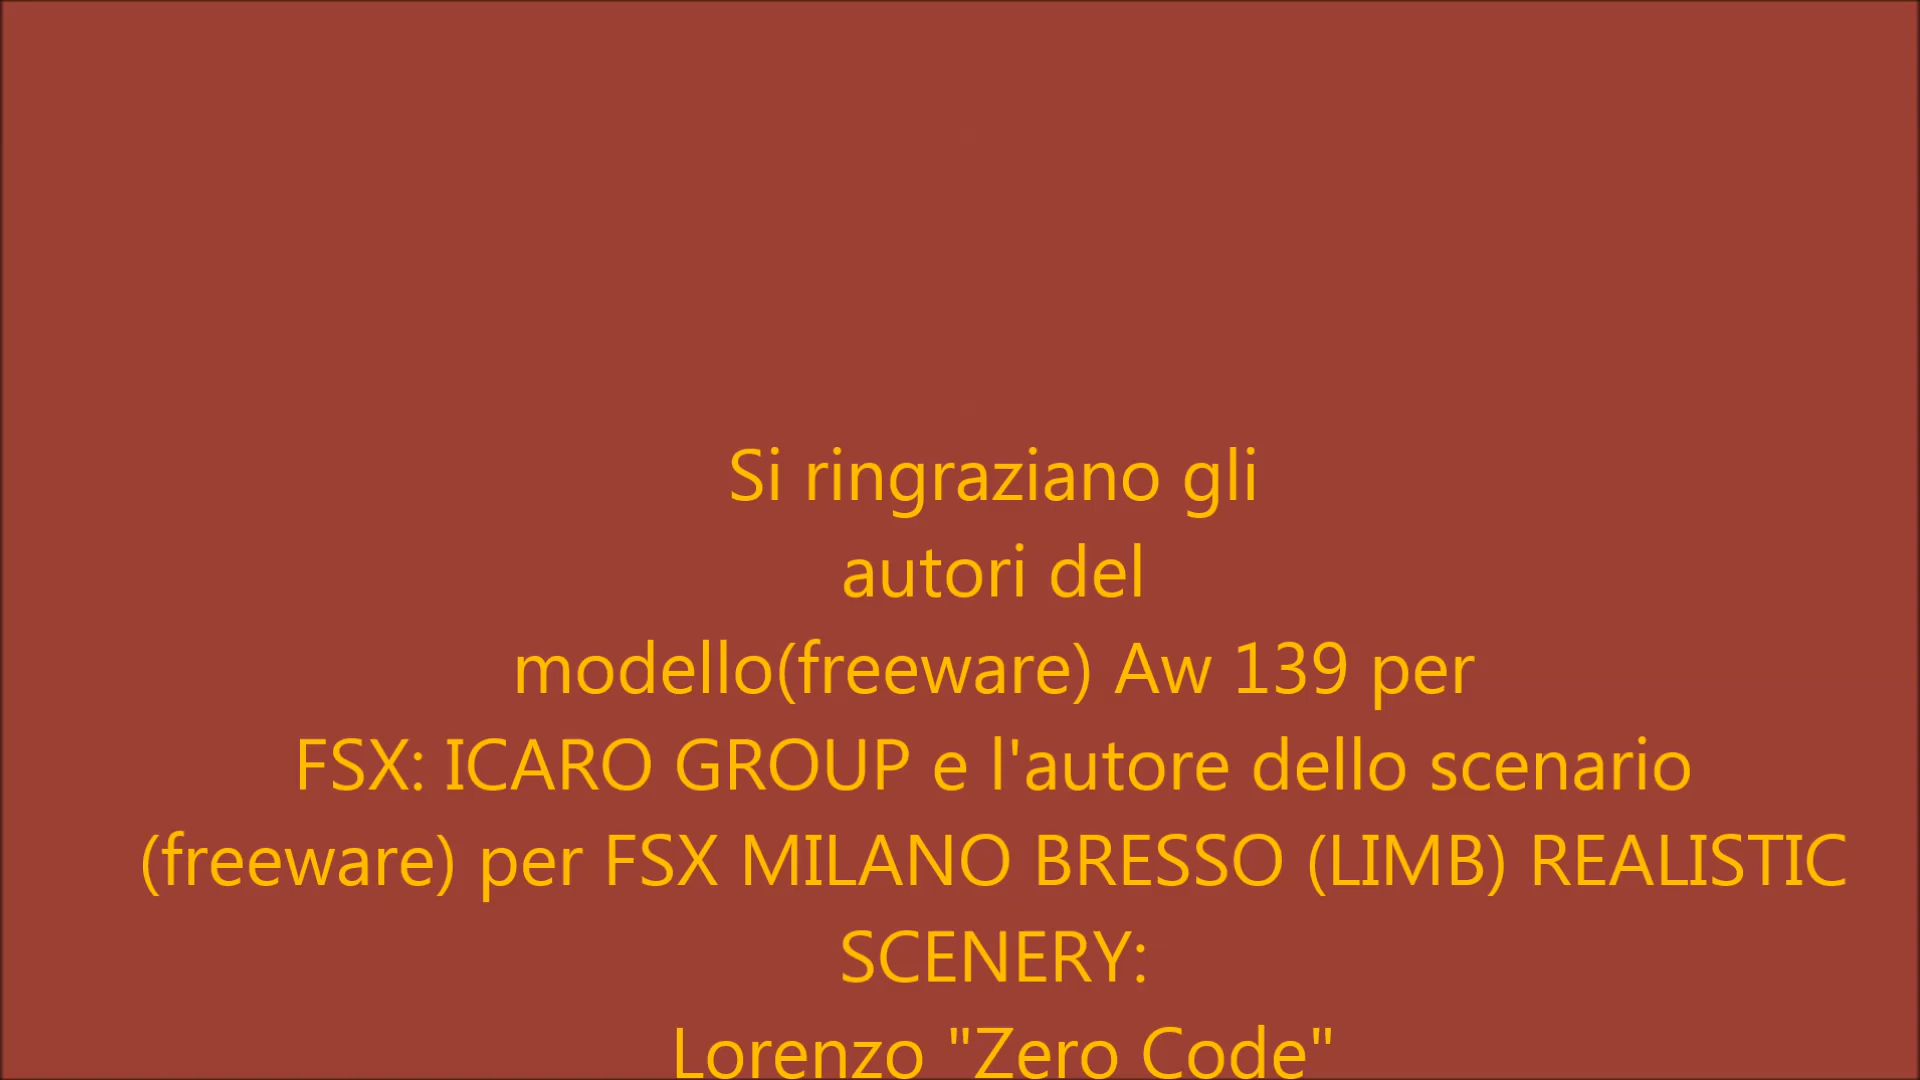 Si ringraziano gli
autori del
modello(freeware) Aw 139 per
FSX: ICARO GROUP e l'autore dello scenario
(freeware) per FSX MILANO BRESSO (LIMB) REALISTIC
SCENERY:
Lorenzo "Zero Code"